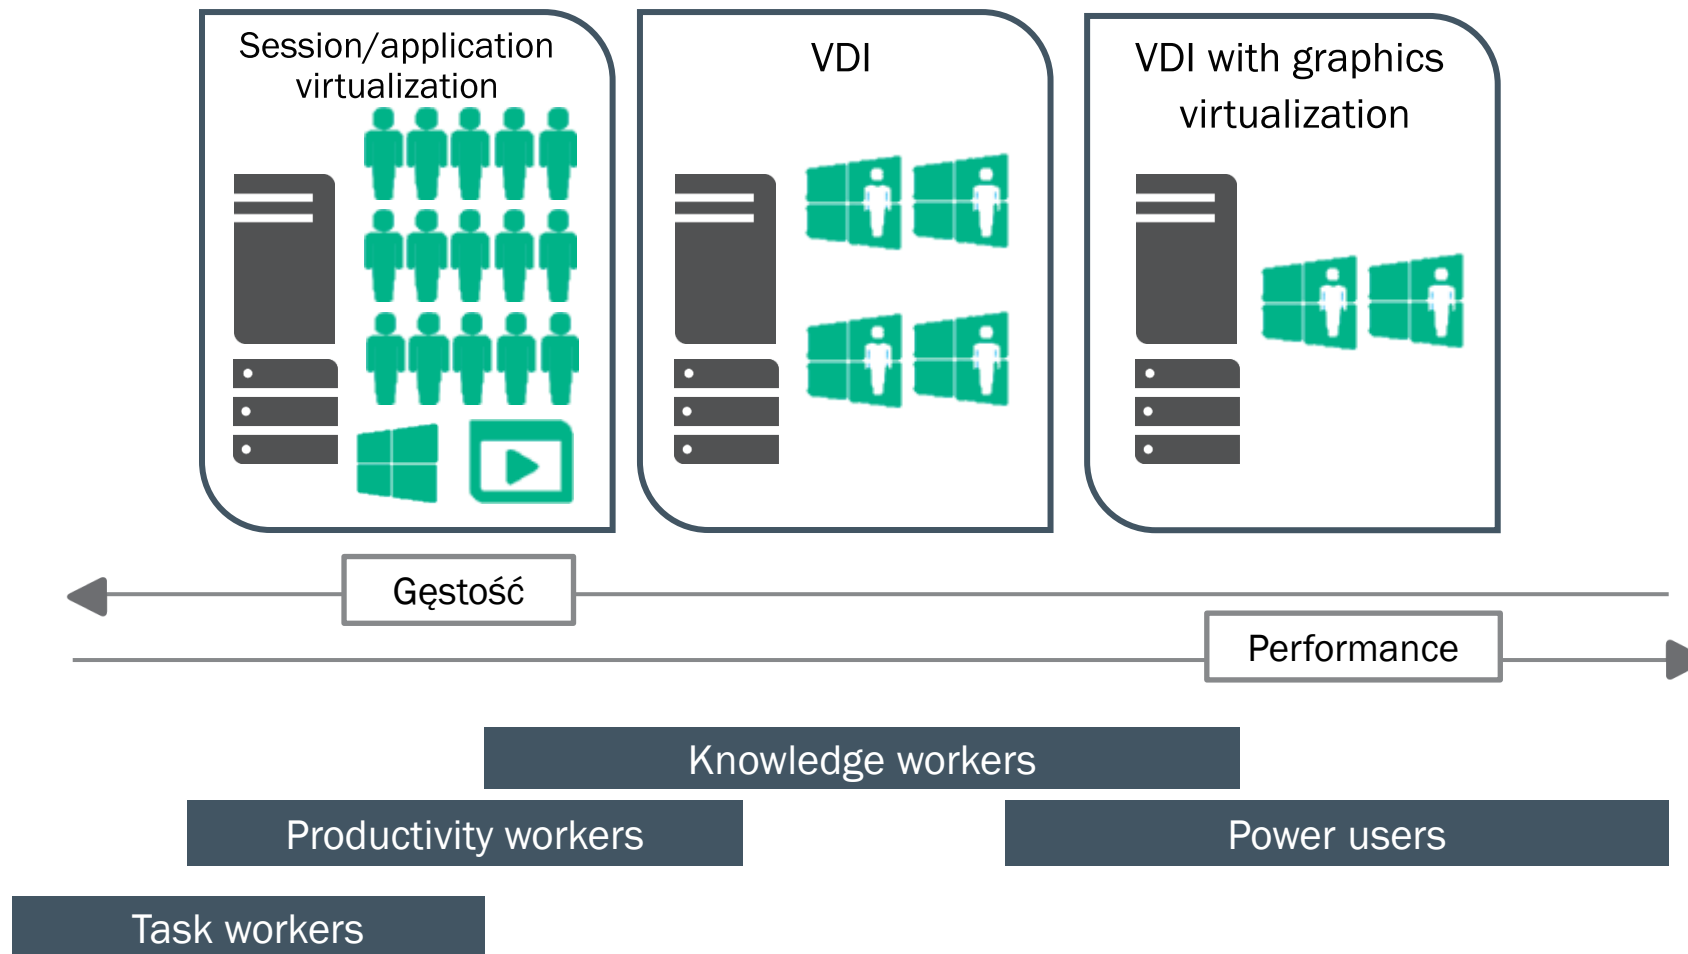 Session/application
virtualization
VDI
VDI with graphics
virtualization
Gęstość
Performance
Knowledge workers
Productivity workers
Power users
Task workers